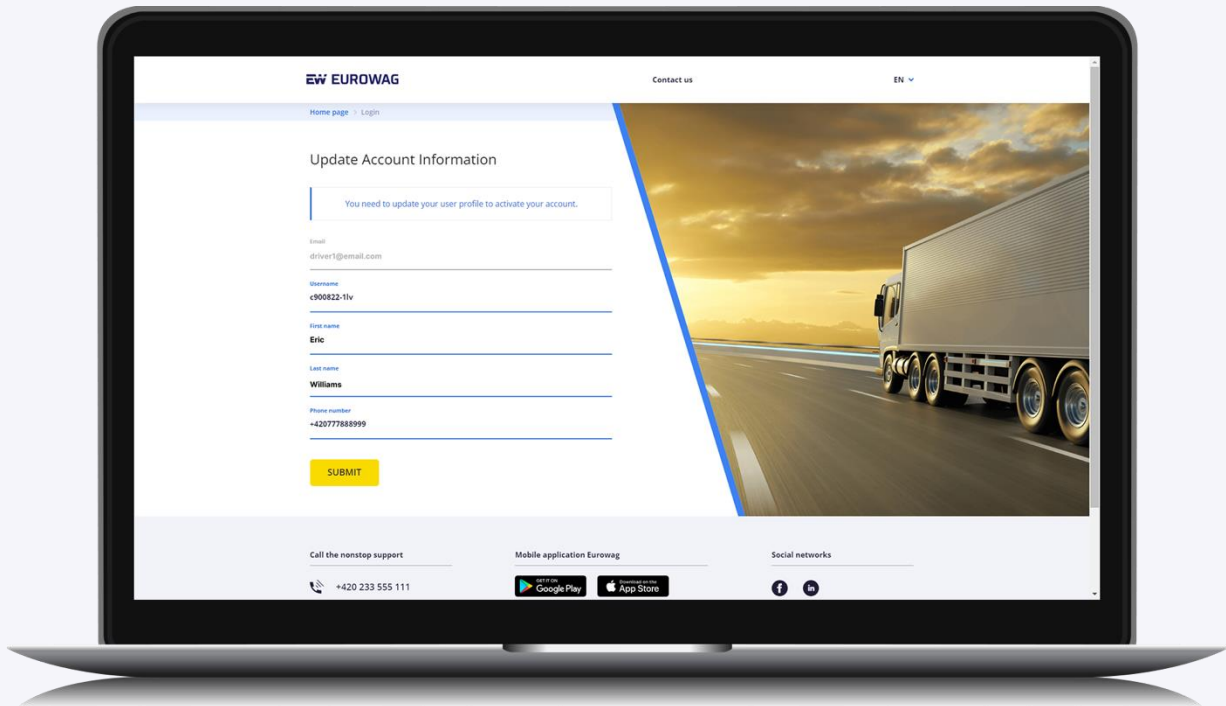 EW EUROWAG
Contact us
EN
Home page > Login
Update Account Information
You need to update your user profile to activate your account.
Email
driver1@email.com
Username
c900822-1lv
First name
Eric
Last name
Williams
Phone number
+420777888999
SUBMIT
Call the nonstop support
Mobile application Eurowag
Social networks
+420 233 555 111
GET IT ON
Google Play
Download on the
App Store
f
in